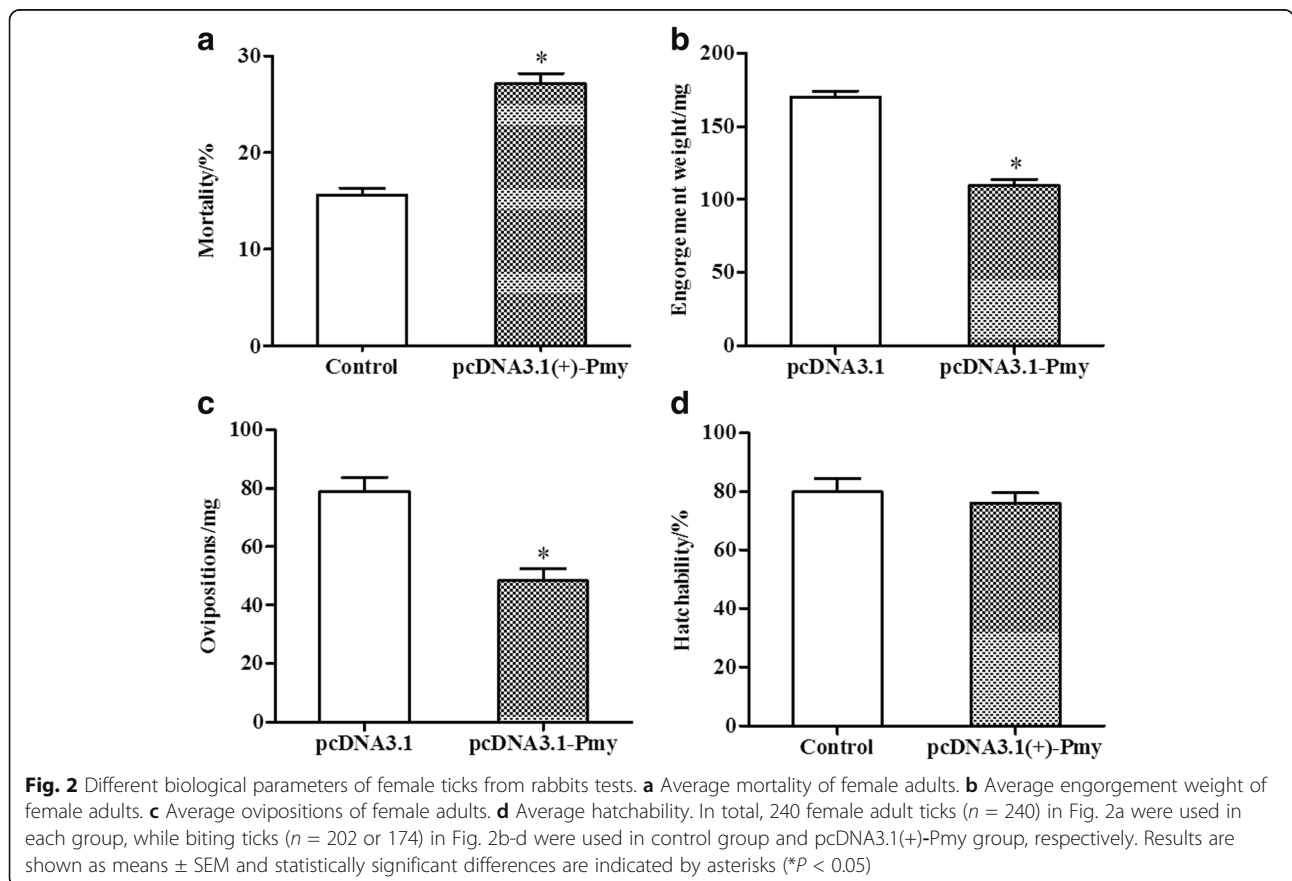 a
30
20
10
0
Mortality/%
*
Control
pcDNA3.1(+)-Pmy
b
200
150
100
50
0
Engorgement weight/mg
*
pcDNA3.1
pcDNA3.1-Pmy
c
100
80
60
40
20
0
Ovipositions/mg
*
pcDNA3.1
pcDNA3.1-Pmy
d
100
80
60
40
20
0
Hatchability/%
Control
pcDNA3.1(+)-Pmy
Fig. 2 Different biological parameters of female ticks from rabbits tests. a Average mortality of female adults. b Average engorgement weight of
female adults. c Average ovipositions of female adults. d Average hatchability. In total, 240 female adult ticks (n = 240) in Fig. 2a were used in
each group, while biting ticks (n = 202 or 174) in Fig. 2b-d were used in control group and pcDNA3.1(+)-Pmy group, respectively. Results are
shown as means ± SEM and statistically significant differences are indicated by asterisks (*P < 0.05)